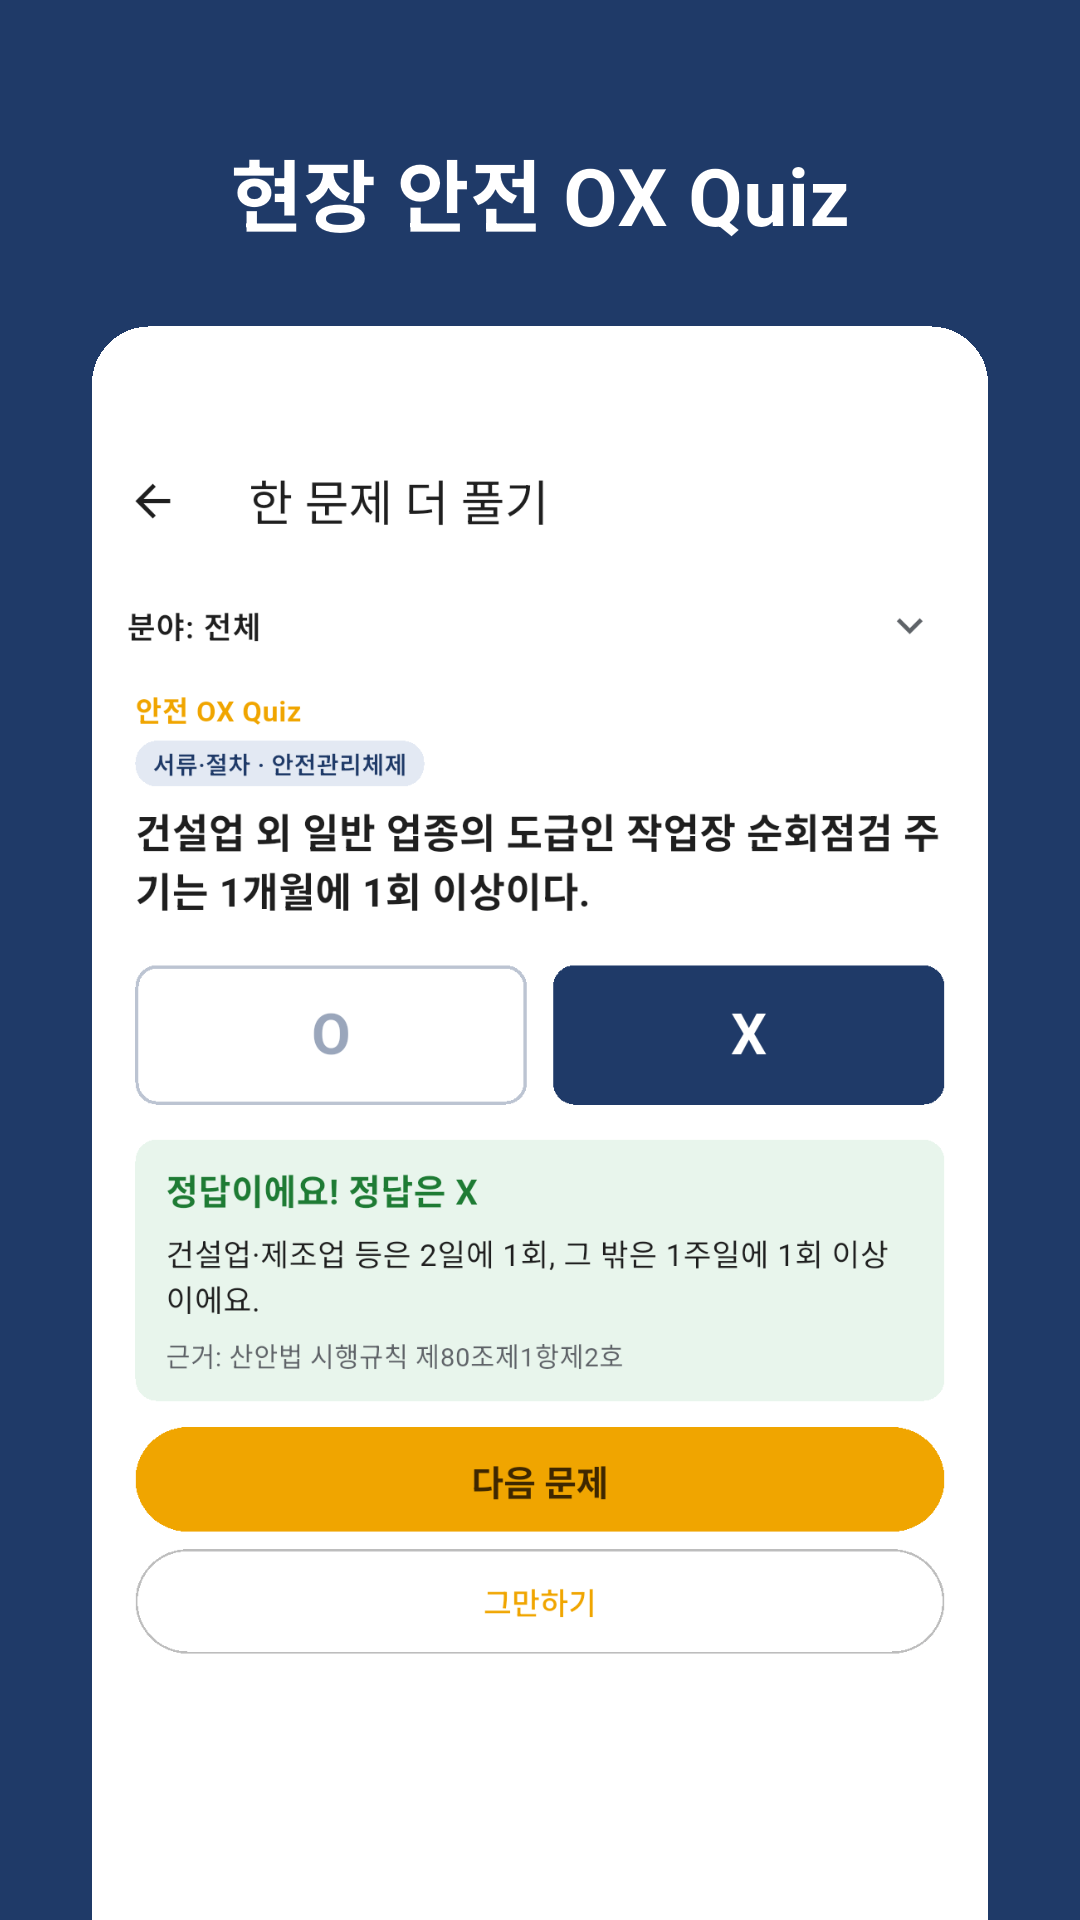 현장 안전 OX Quiz
한 문제 더 풀기
분야: 전체
안전 OX Quiz
서류·절차 · 안전관리체제
건설업 외 일반 업종의 도급인 작업장 순회점검 주
기는 1개월에 1회 이상이다.
O
X
정답이에요! 정답은 X
건설업·제조업 등은 2일에 1회, 그 밖은 1주일에 1회 이상
이에요.
근거: 산안법 시행규칙 제80조제1항제2호
다음 문제
그만하기